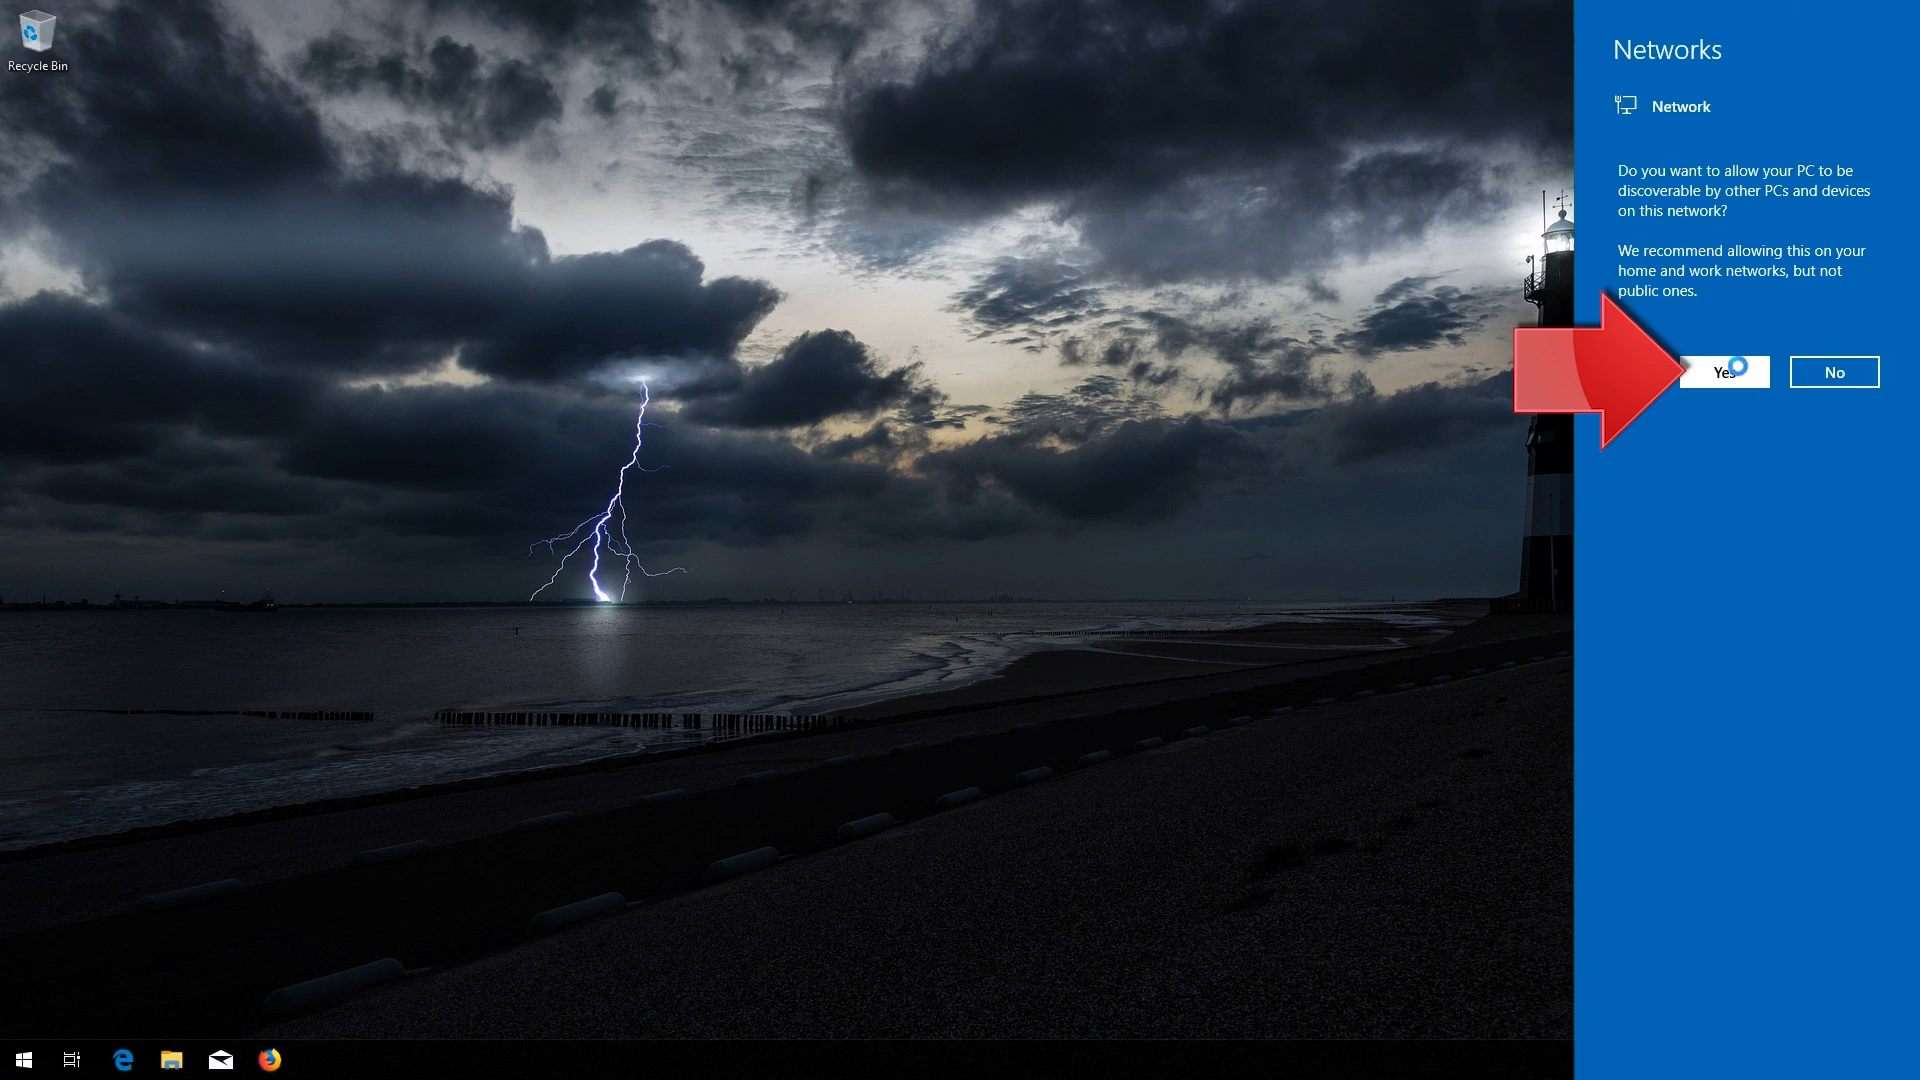 Recycle Bin
Networks
Network
Do you want to allow your PC to be
discoverable by other PCs and devices
on this network?
We recommend allowing this on your
home and work networks, but not
public ones.
Yes
No